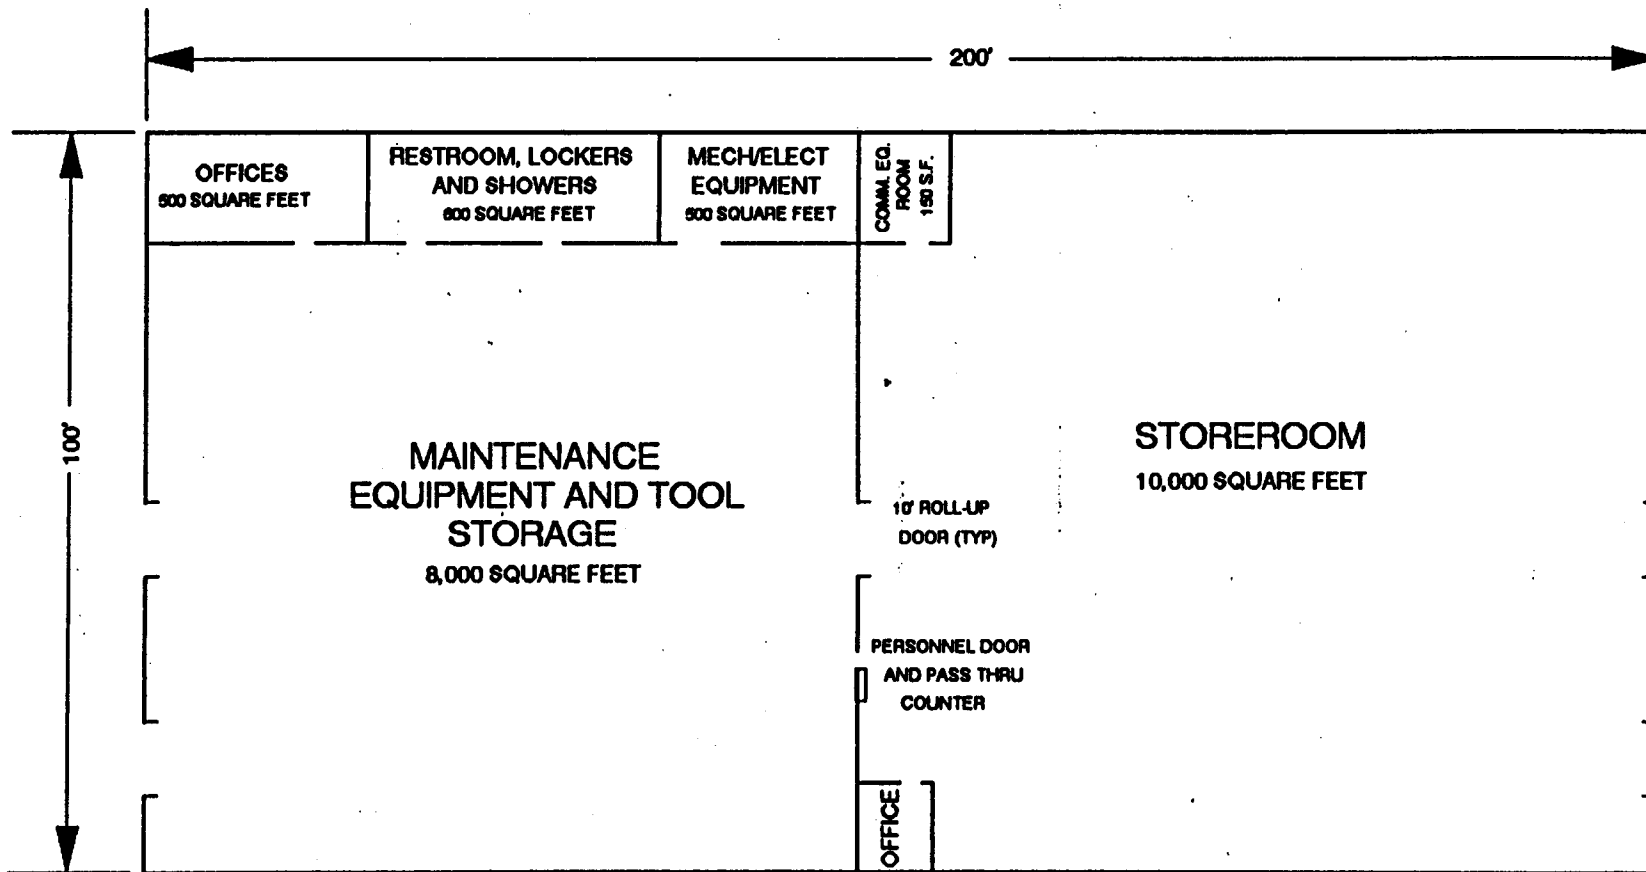 200'
OFFICES
500 SQUARE FEET
RESTROOM, LOCKERS
AND SHOWERS
600 SQUARE FEET
MECH/ELECT
EQUIPMENT
500 SQUARE FEET
COMM. EQ.
ROOM
150 S.F.
100'
MAINTENANCE
EQUIPMENT AND TOOL
STORAGE
8,000 SQUARE FEET
STOREROOM
10,000 SQUARE FEET
10' ROLL-UP
DOOR (TYP)
PERSONNEL DOOR
AND PASS THRU
COUNTER
OFFICE